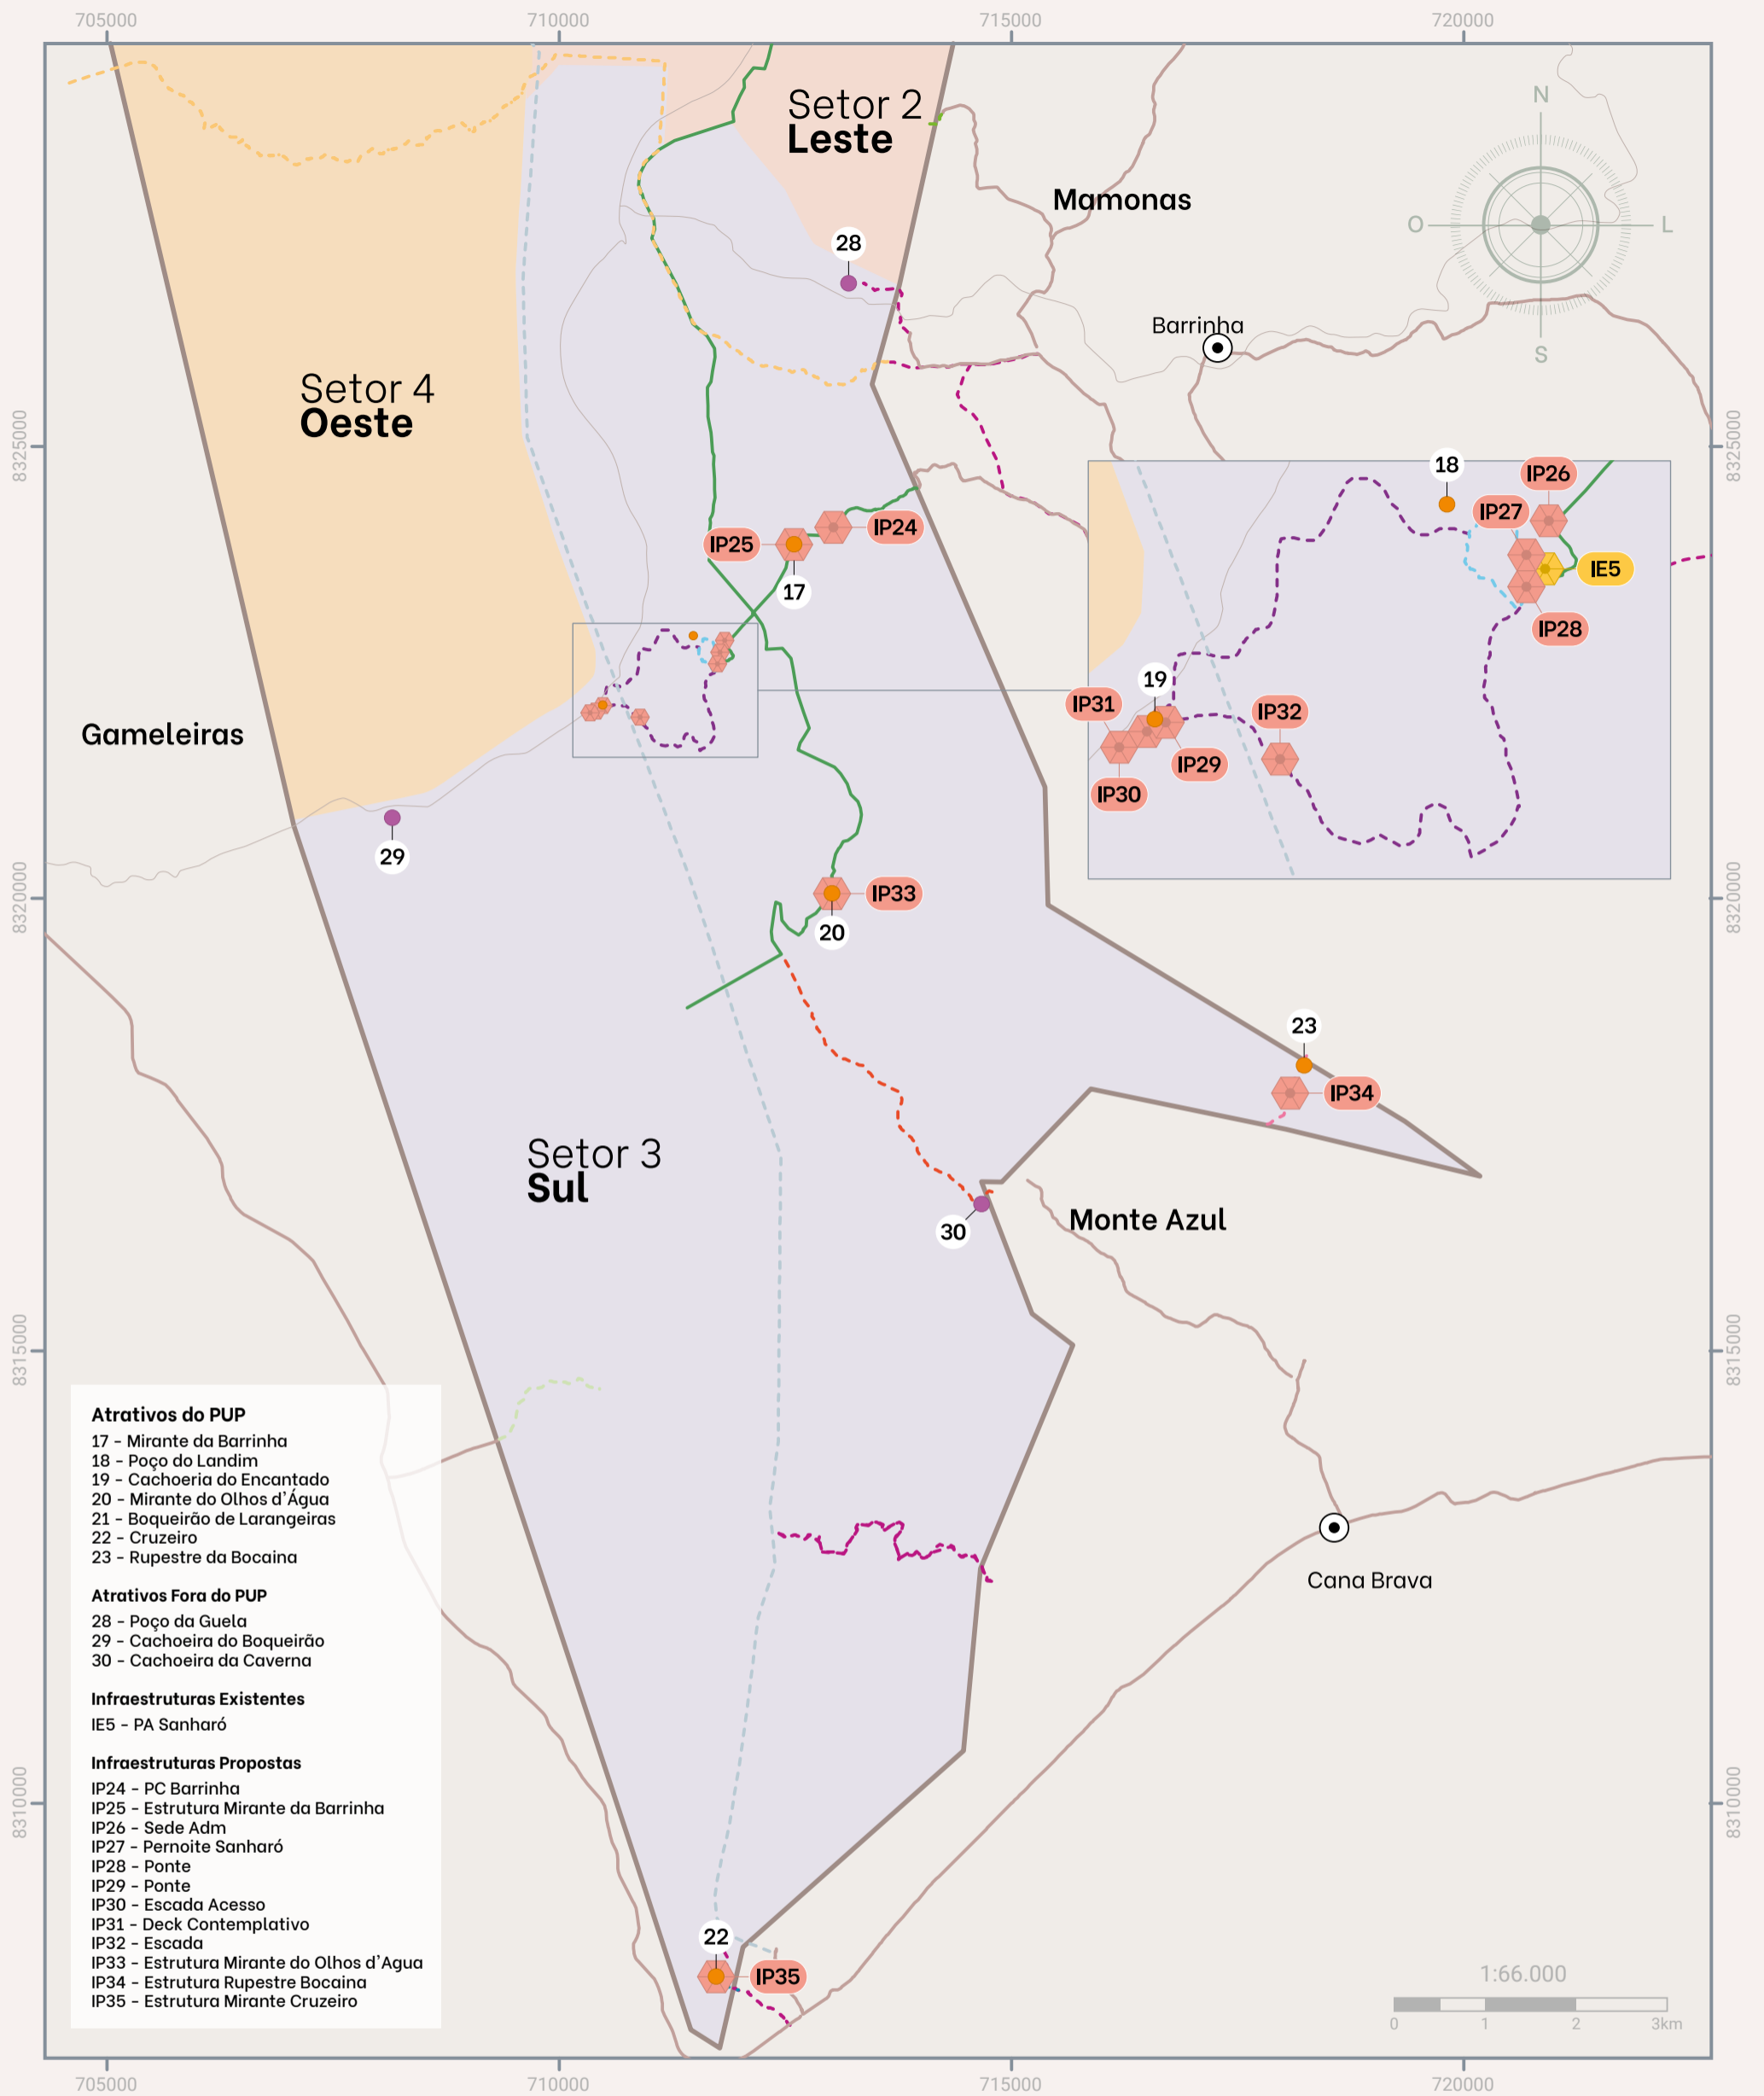 705000
710000
715000
720000
Setor 2
Leste
Mamonas
N
O
L
S
28
Barrinha
Setor 4
Oeste
8325000
8325000
18
IP26
IP27
IE5
IP28
IP24
IP25
17
19
IP31
IP32
IP29
IP30
Gameleiras
29
8320000
8320000
IP33
20
23
IP34
Setor 3
Sul
30
Monte Azul
8315000
8315000
Cana Brava
8310000
8310000
22
IP35
Atrativos do PUP
17 - Mirante da Barrinha
18 - Poço do Landim
19 - Cachoeria do Encantado
20 - Mirante do Olhos d'Água
21 - Boqueirão de Larangeiras
22 - Cruzeiro
23 - Rupestre da Bocaina
Atrativos Fora do PUP
28 - Poço da Guela
29 - Cachoeira do Boqueirão
30 - Cachoeira da Caverna
Infraestruturas Existentes
IE5 - PA Sanharó
Infraestruturas Propostas
IP24 - PC Barrinha
IP25 - Estrutura Mirante da Barrinha
IP26 - Sede Adm
IP27 - Pernoite Sanharó
IP28 - Ponte
IP29 - Ponte
IP30 - Escada Acesso
IP31 - Deck Contemplativo
IP32 - Escada
IP33 - Estrutura Mirante do Olhos d'Agua
IP34 - Estrutura Rupestre Bocaina
IP35 - Estrutura Mirante Cruzeiro
1:66.000
0
1
2
3km
705000
710000
715000
720000